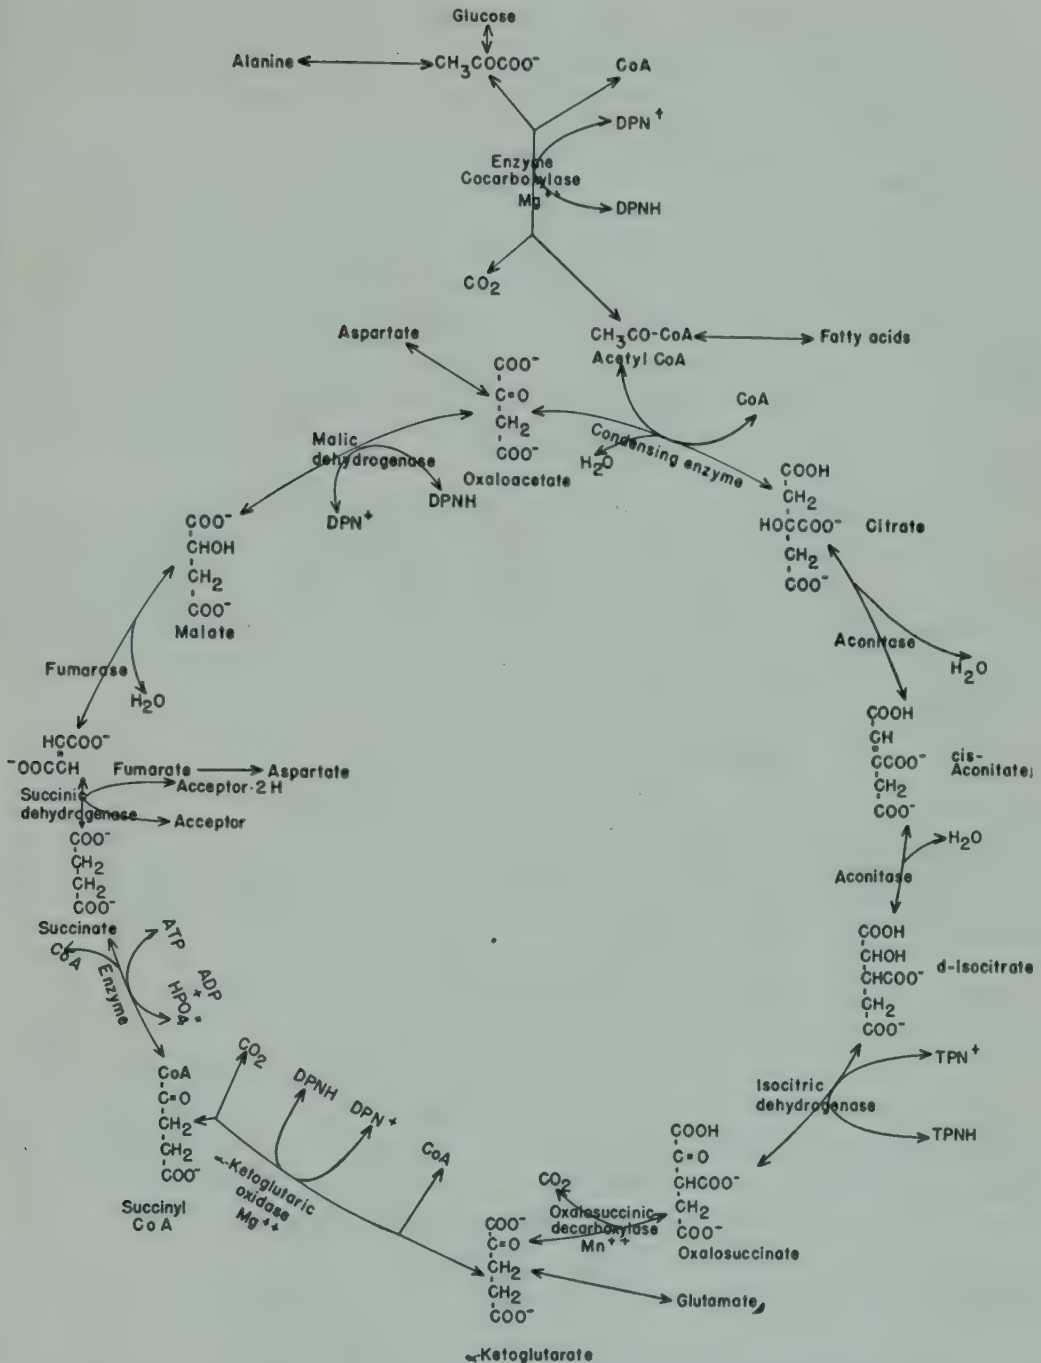 Glucose
Alanine
CH₃COCOO⁻
CoA
DPN⁺
Enzyme
Cocarboxylase
Mg⁺⁺
DPNH
CO₂
CH₃CO-CoA
Acetyl CoA
Fatty acids
Aspartate
COO⁻
C=O
CH₂
COO⁻
Oxaloacetate
CoA
H₂O
Condensing enzyme
Malic
dehydrogenase
DPN⁺
DPNH
COOH
CH₂
HOCCOO⁻
CH₂
COO⁻
Citrate
COO⁻
CHOH
CH₂
COO⁻
Malate
Aconitase
H₂O
Fumarase
H₂O
COOH
CH
CCOO⁻
CH₂
COO⁻
cis-
Aconitate
HCCOO⁻
⁻OOCCH
Fumarate
Aspartate
Acceptor·2H
Succinic
dehydrogenase
Acceptor
H₂O
Aconitase
COO⁻
CH₂
CH₂
COO⁻
Succinate
COOH
CHOH
CHCOO⁻
CH₂
COO⁻
d-Isocitrate
CoA
Enzyme
ATP
ADP
+
HPO₄⁼
TPN⁺
Isocitric
dehydrogenase
TPNH
CoA
C=O
CH₂
CH₂
COO⁻
Succinyl
CoA
CO₂
DPNH
DPN⁺
CoA
α-Ketoglutaric
oxidase
Mg⁺⁺
COOH
C=O
CHCOO⁻
CH₂
COO⁻
Oxalosuccinate
CO₂
Oxalosuccinic
decarboxylase
Mn⁺⁺
COO⁻
C=O
CH₂
CH₂
COO⁻
Glutamate
α-Ketoglutarate